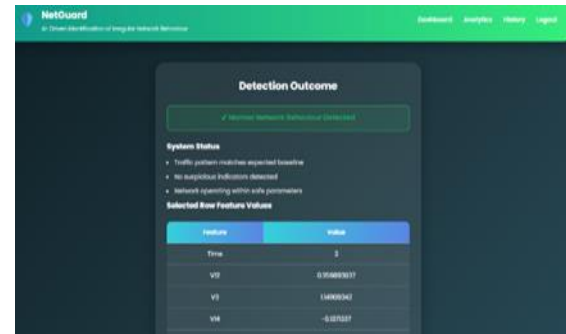 NetGuard
AI-Driven Identification of Irregular Network Behaviour
Dashboard Analytics History Logout
Detection Outcome
✓ Normal Network Behaviour Detected
System Status
• Traffic pattern matches expected baseline
• No suspicious indicators detected
• Network operating within safe parameters
Selected Row Feature Values
Feature Value
Time
V17
V3
V14